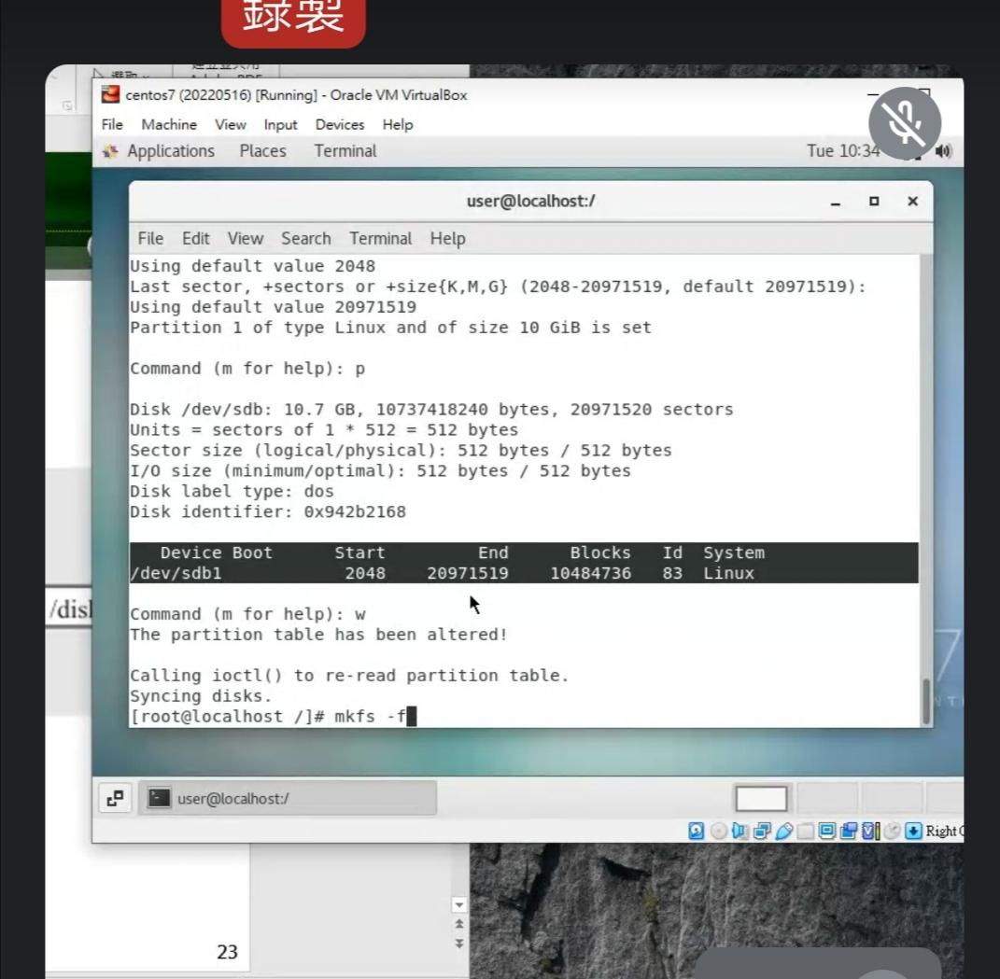 錄製
centos7 (20220516) [Running] - Oracle VM VirtualBox
File Machine View Input Devices Help
Applications Places Terminal Tue 10:34
user@localhost:/
File Edit View Search Terminal Help
Using default value 2048
Last sector, +sectors or +size{K,M,G} (2048-20971519, default 20971519):
Using default value 20971519
Partition 1 of type Linux and of size 10 GiB is set
Command (m for help): p
Disk /dev/sdb: 10.7 GB, 10737418240 bytes, 20971520 sectors
Units = sectors of 1 * 512 = 512 bytes
Sector size (logical/physical): 512 bytes / 512 bytes
I/O size (minimum/optimal): 512 bytes / 512 bytes
Disk label type: dos
Disk identifier: 0x942b2168
Device Boot Start End Blocks Id System
/dev/sdb1 2048 20971519 10484736 83 Linux
Command (m for help): w
The partition table has been altered!
Calling ioctl() to re-read partition table.
Syncing disks.
[root@localhost /]# mkfs -f
/disl
7
user@localhost:/
Right
23